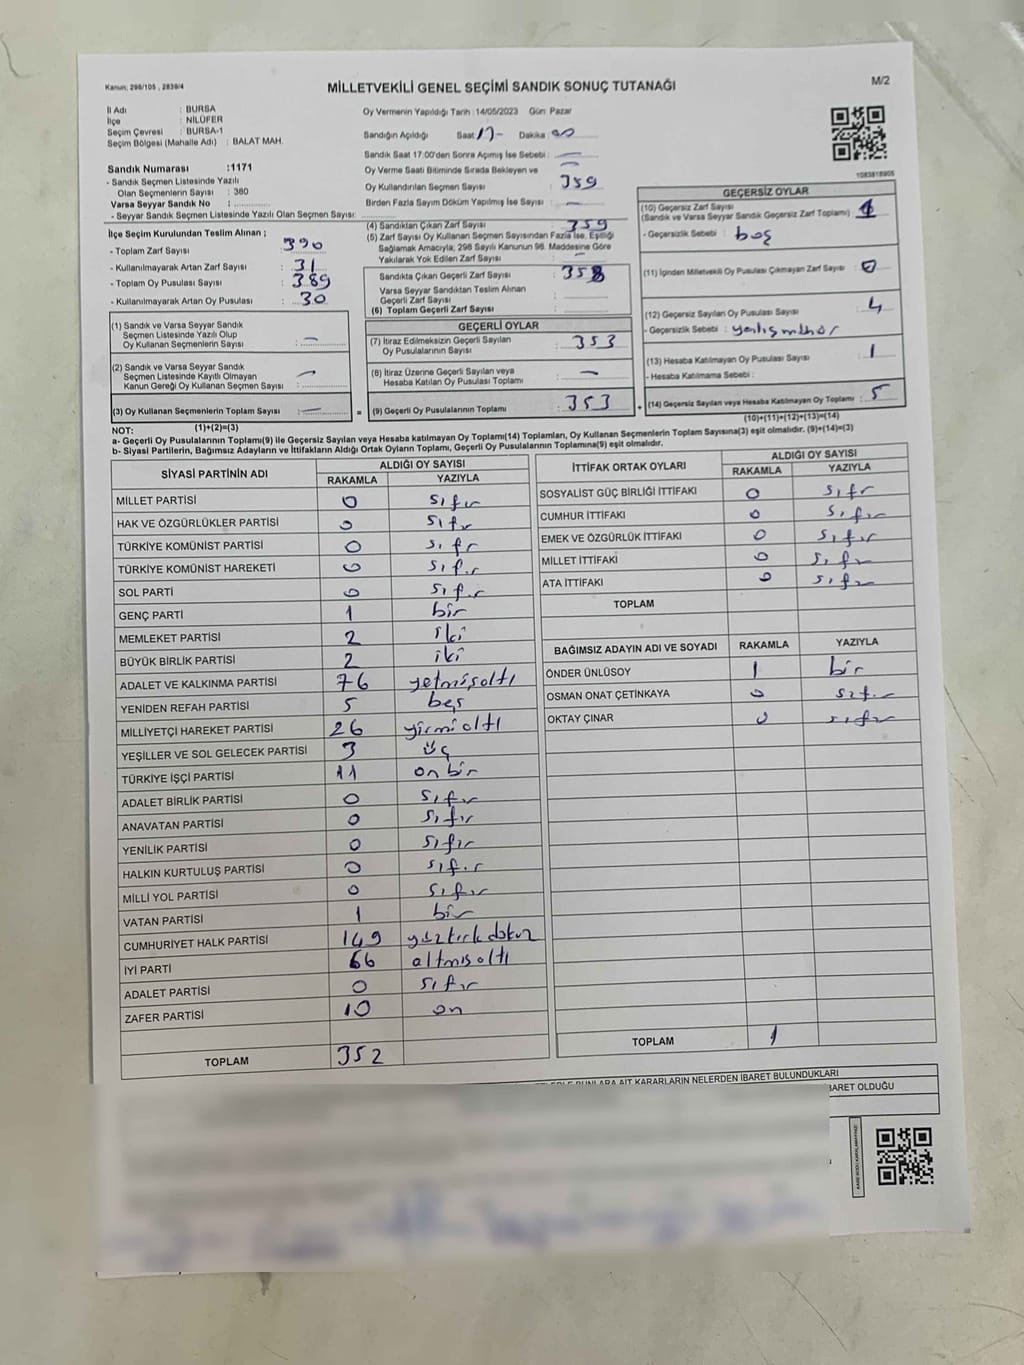 Kanun; 298/105 , 2839/4
MİLLETVEKİLİ GENEL SEÇİMİ SANDIK SONUÇ TUTANAĞI
M/2
İl Adı : BURSA
İlçe : NİLÜFER
Seçim Çevresi : BURSA-1
Seçim Bölgesi (Mahalle Adı) : BALAT MAH.
Sandık Numarası :1171
- Sandık Seçmen Listesinde Yazılı
Olan Seçmenlerin Sayısı : 380
Varsa Seyyar Sandık No :
- Seyyar Sandık Seçmen Listesinde Yazılı Olan Seçmen Sayısı:
İlçe Seçim Kurulundan Teslim Alınan ;
- Toplam Zarf Sayısı : 390
- Kullanılmayarak Artan Zarf Sayısı : 31
- Toplam Oy Pusulası Sayısı : 389
- Kullanılmayarak Artan Oy Pusulası : 30
(1) Sandık ve Varsa Seyyar Sandık
Seçmen Listesinde Yazılı Olup
Oy Kullanan Seçmenlerin Sayısı : —
(2) Sandık ve Varsa Seyyar Sandık
Seçmen Listesinde Kayıtlı Olmayan
Kanun Gereği Oy Kullanan Seçmen Sayısı : —
(3) Oy Kullanan Seçmenlerin Toplam Sayısı : —
(1)+(2)=(3)
Oy Vermenin Yapıldığı Tarih : 14/05/2023 Gün: Pazar
Sandığın Açıldığı Saat: 17- Dakika: 00
Sandık Saat 17:00'den Sonra Açımış İse Sebebi : —
Oy Verme Saati Bitiminde Sırada Bekleyen ve
Oy Kullandırılan Seçmen Sayısı : 359
Birden Fazla Sayım Döküm Yapılmış İse Sayısı : —
(4) Sandıktan Çıkan Zarf Sayısı : 359
(5) Zarf Sayısı Oy Kullanan Seçmen Sayısından Fazla İse, Eşitliği
Sağlamak Amacıyla; 298 Sayılı Kanunun 98. Maddesine Göre
Yakılarak Yok Edilen Zarf Sayısı : —
Sandıkta Çıkan Geçerli Zarf Sayısı : 358
Varsa Seyyar Sandıktan Teslim Alınan
Geçerli Zarf Sayısı :
(6) Toplam Geçerli Zarf Sayısı :
GEÇERLİ OYLAR
(7) İtiraz Edilmeksizin Geçerli Sayılan
Oy Pusulalarının Sayısı : 353
(8) İtiraz Üzerine Geçerli Sayılan veya
Hesaba Katılan Oy Pusulası Toplamı : —
= (9) Geçerli Oy Pusulalarının Toplamı : 353
1083818905
GEÇERSİZ OYLAR
(10) Geçersiz Zarf Sayısı
(Sandık ve Varsa Seyyar Sandık Geçersiz Zarf Toplamı) : 1
- Geçersizlik Sebebi : boş
(11) İçinden Milletvekili Oy Pusulası Çıkmayan Zarf Sayısı : 0
(12) Geçersiz Sayılan Oy Pusulası Sayısı : 4
- Geçersizlik Sebebi :
(13) Hesaba Katılmayan Oy Pusulası Sayısı : 1
- Hesaba Katılmama Sebebi :
+ (14) Geçersiz Sayılan veya Hesaba Katılmayan Oy Toplamı : 5
(10)+(11)+(12)+(13)=(14)
NOT:
a- Geçerli Oy Pusulalarının Toplamı(9) ile Geçersiz Sayılan veya Hesaba katılmayan Oy Toplamı(14) Toplamları, Oy Kullanan Seçmenlerin Toplam Sayısına(3) eşit olmalıdır. (9)+(14)=(3)
b- Siyasi Partilerin, Bağımsız Adayların ve İttifakların Aldığı Ortak Oyların Toplamı, Geçerli Oy Pusulalarının Toplamına(9) eşit olmalıdır.
SİYASİ PARTİNİN ADI ALDIĞI OY SAYISI
RAKAMLA YAZIYLA
MİLLET PARTİSİ 0 sıfır
HAK VE ÖZGÜRLÜKLER PARTİSİ 0 sıfır
TÜRKİYE KOMÜNİST PARTİSİ 0 sıfır
TÜRKİYE KOMÜNİST HAREKETİ 0 sıfır
SOL PARTİ 0 sıfır
GENÇ PARTİ 1 bir
MEMLEKET PARTİSİ 2 iki
BÜYÜK BİRLİK PARTİSİ 2 iki
ADALET VE KALKINMA PARTİSİ 76 yetmişaltı
YENİDEN REFAH PARTİSİ 5 beş
MİLLİYETÇİ HAREKET PARTİSİ 26 yirmialtı
YEŞİLLER VE SOL GELECEK PARTİSİ 3 üç
TÜRKİYE İŞÇİ PARTİSİ 11 onbir
ADALET BİRLİK PARTİSİ 0 sıfır
ANAVATAN PARTİSİ 0 sıfır
YENİLİK PARTİSİ 0 sıfır
HALKIN KURTULUŞ PARTİSİ 0 sıfır
MİLLİ YOL PARTİSİ 0 sıfır
VATAN PARTİSİ 1 bir
CUMHURİYET HALK PARTİSİ 149 yüzkırkdokuz
İYİ PARTİ 66 altmışaltı
ADALET PARTİSİ 0 sıfır
ZAFER PARTİSİ 10 on
TOPLAM 352
İTTİFAK ORTAK OYLARI ALDIĞI OY SAYISI
RAKAMLA YAZIYLA
SOSYALİST GÜÇ BİRLİĞİ İTTİFAKI 0 sıfır
CUMHUR İTTİFAKI 0 sıfır
EMEK VE ÖZGÜRLÜK İTTİFAKI 0 sıfır
MİLLET İTTİFAKI 0 sıfır
ATA İTTİFAKI 0 sıfır
TOPLAM
BAĞIMSIZ ADAYIN ADI VE SOYADI RAKAMLA YAZIYLA
ÖNDER ÜNLÜSOY 1 bir
OSMAN ONAT ÇETİNKAYA 0 sıfır
OKTAY ÇINAR 0 sıfır
TOPLAM 1
BUNLARA AİT KARARLARIN NELERDEN İBARET BULUNDUKLARI
İBARET OLDUĞU